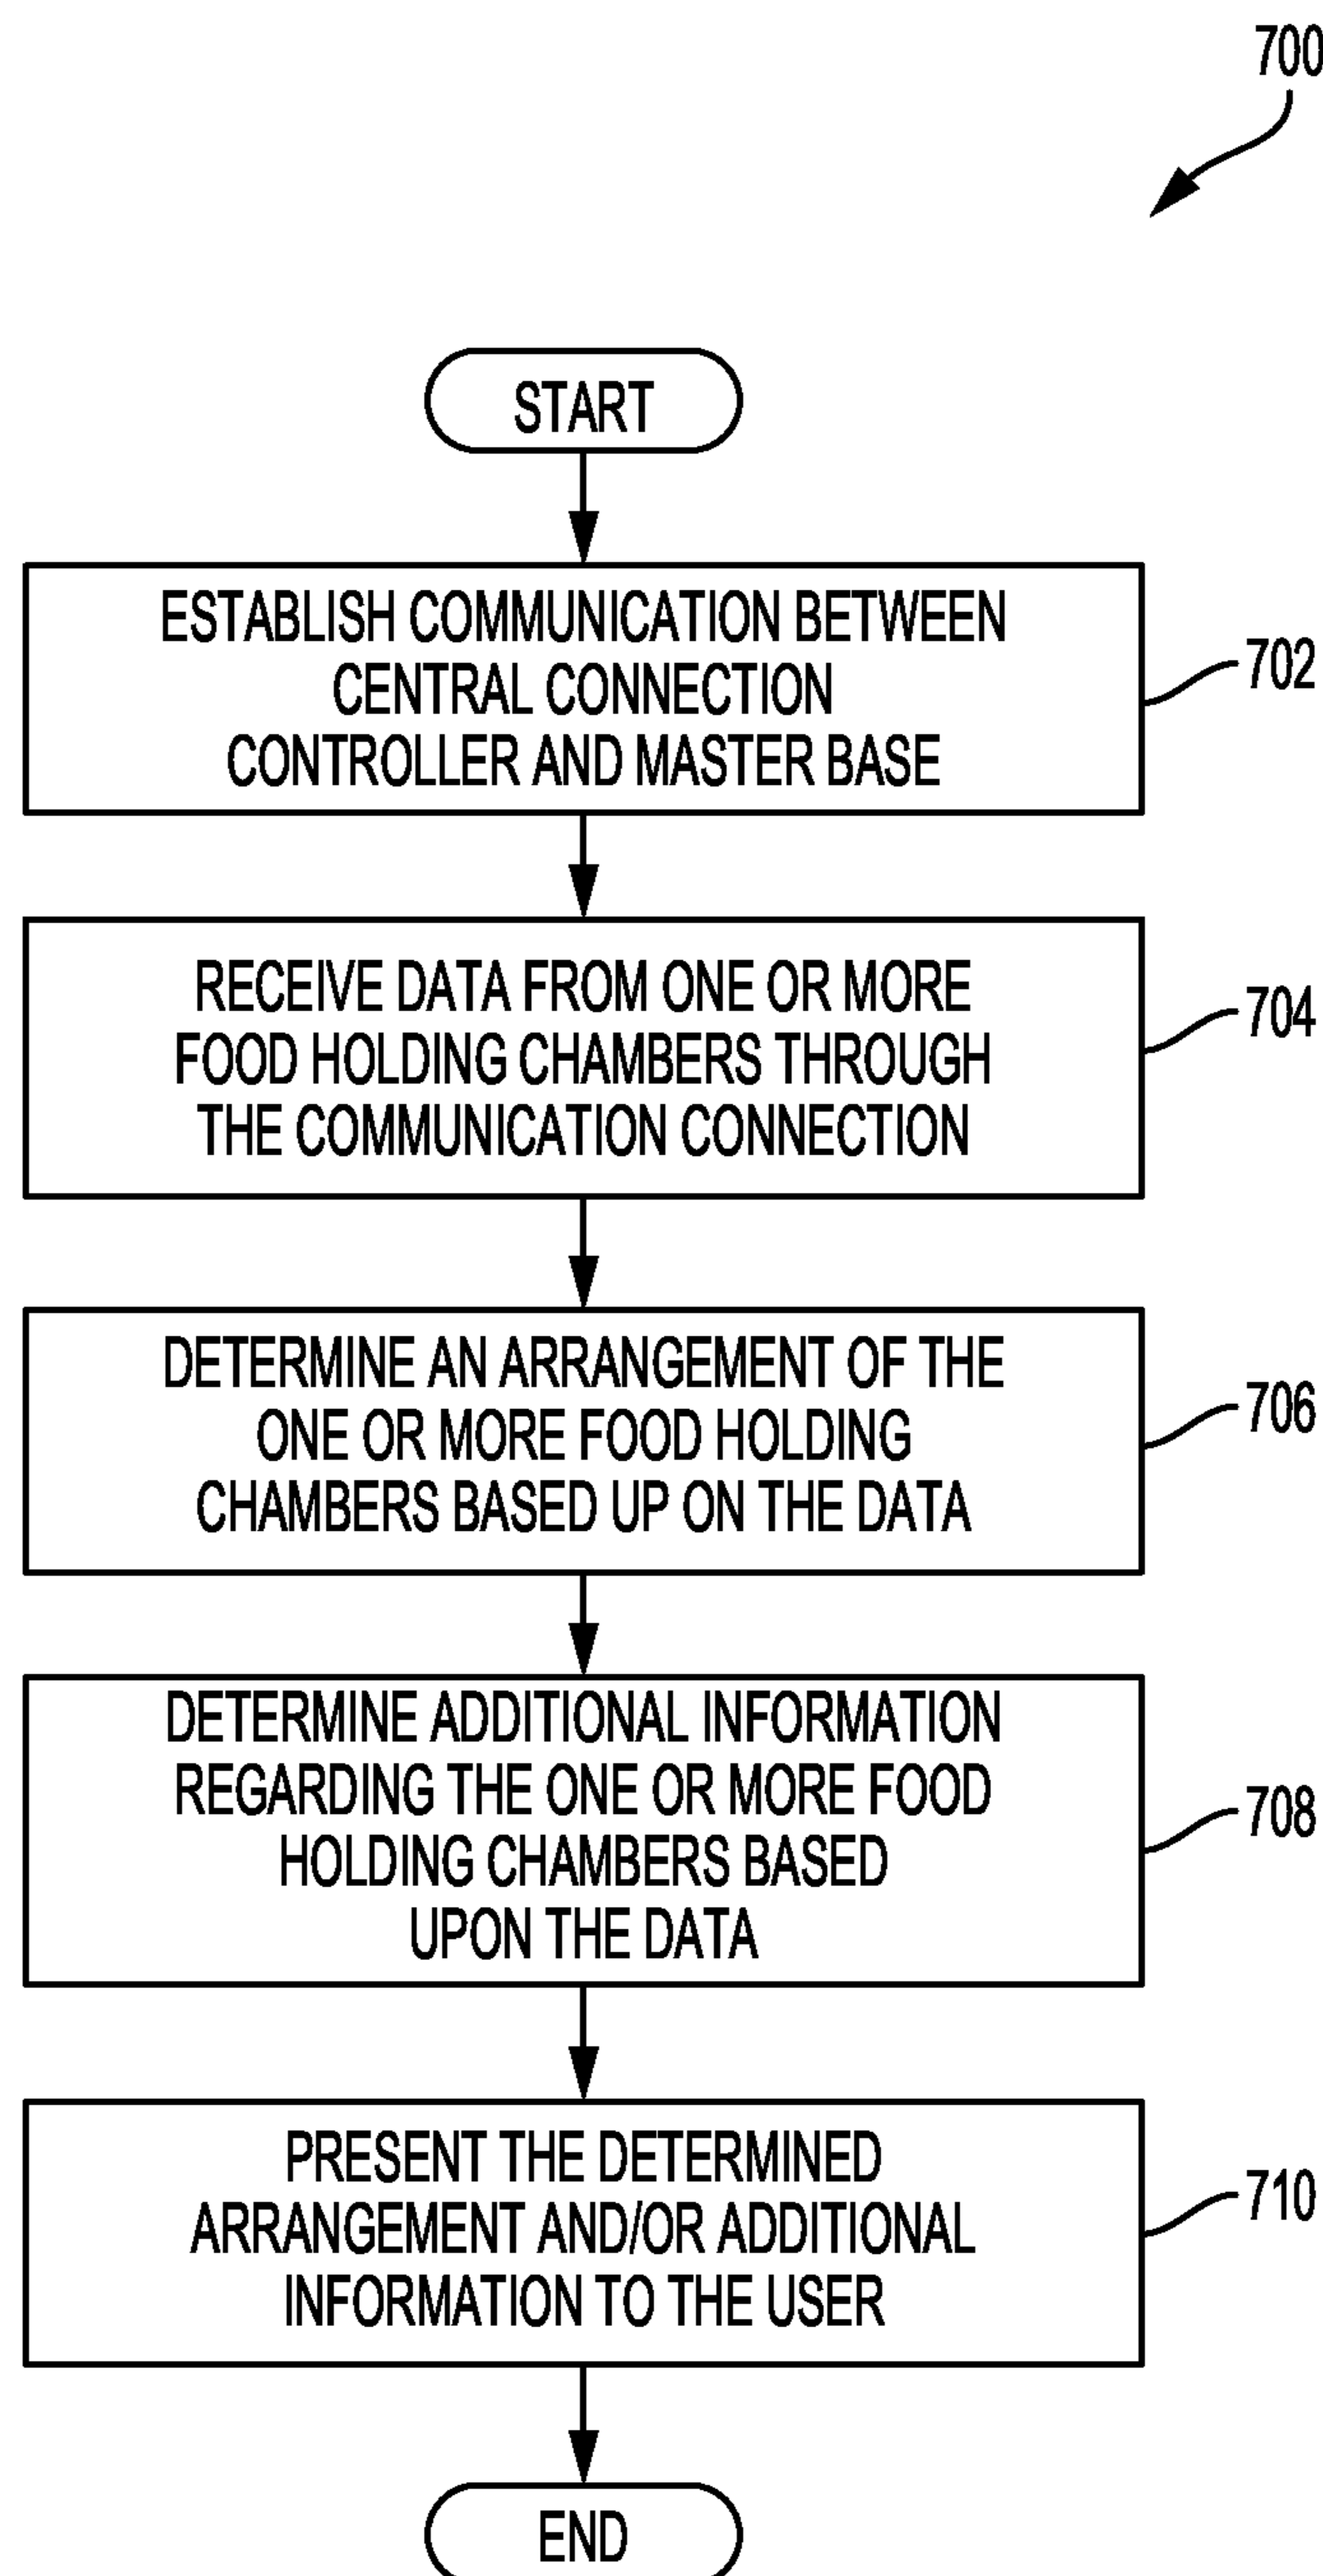 700
START
ESTABLISH COMMUNICATION BETWEEN
CENTRAL CONNECTION
CONTROLLER AND MASTER BASE
702
RECEIVE DATA FROM ONE OR MORE
FOOD HOLDING CHAMBERS THROUGH
THE COMMUNICATION CONNECTION
704
DETERMINE AN ARRANGEMENT OF THE
ONE OR MORE FOOD HOLDING
CHAMBERS BASED UP ON THE DATA
706
DETERMINE ADDITIONAL INFORMATION
REGARDING THE ONE OR MORE FOOD
HOLDING CHAMBERS BASED
UPON THE DATA
708
PRESENT THE DETERMINED
ARRANGEMENT AND/OR ADDITIONAL
INFORMATION TO THE USER
710
END